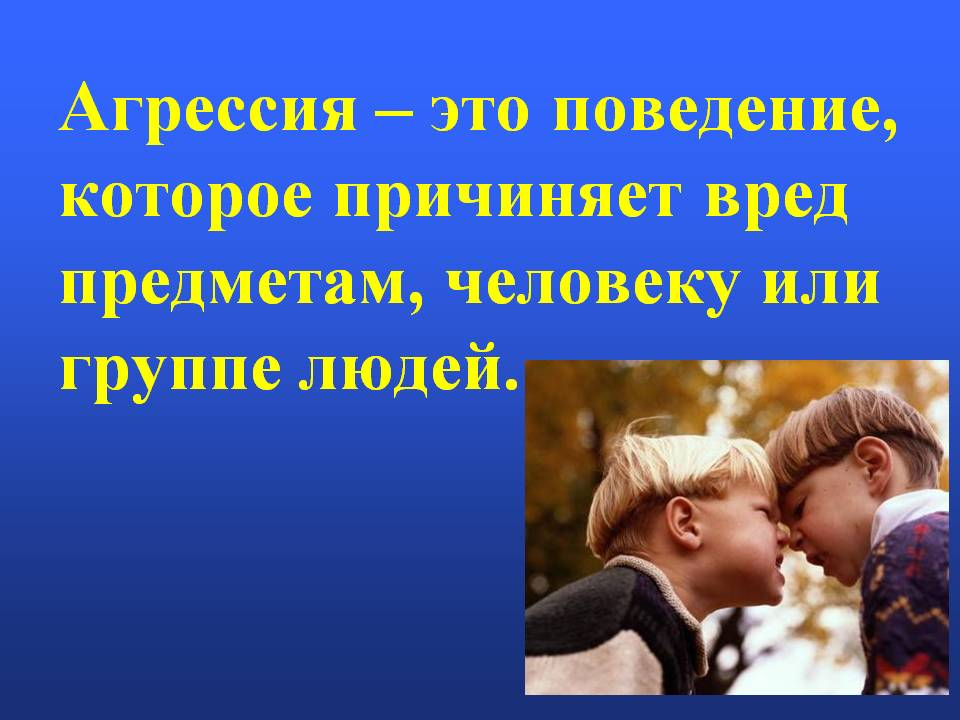 Агрессия – это поведение,
которое причиняет вред
предметам, человеку или
группе людей.